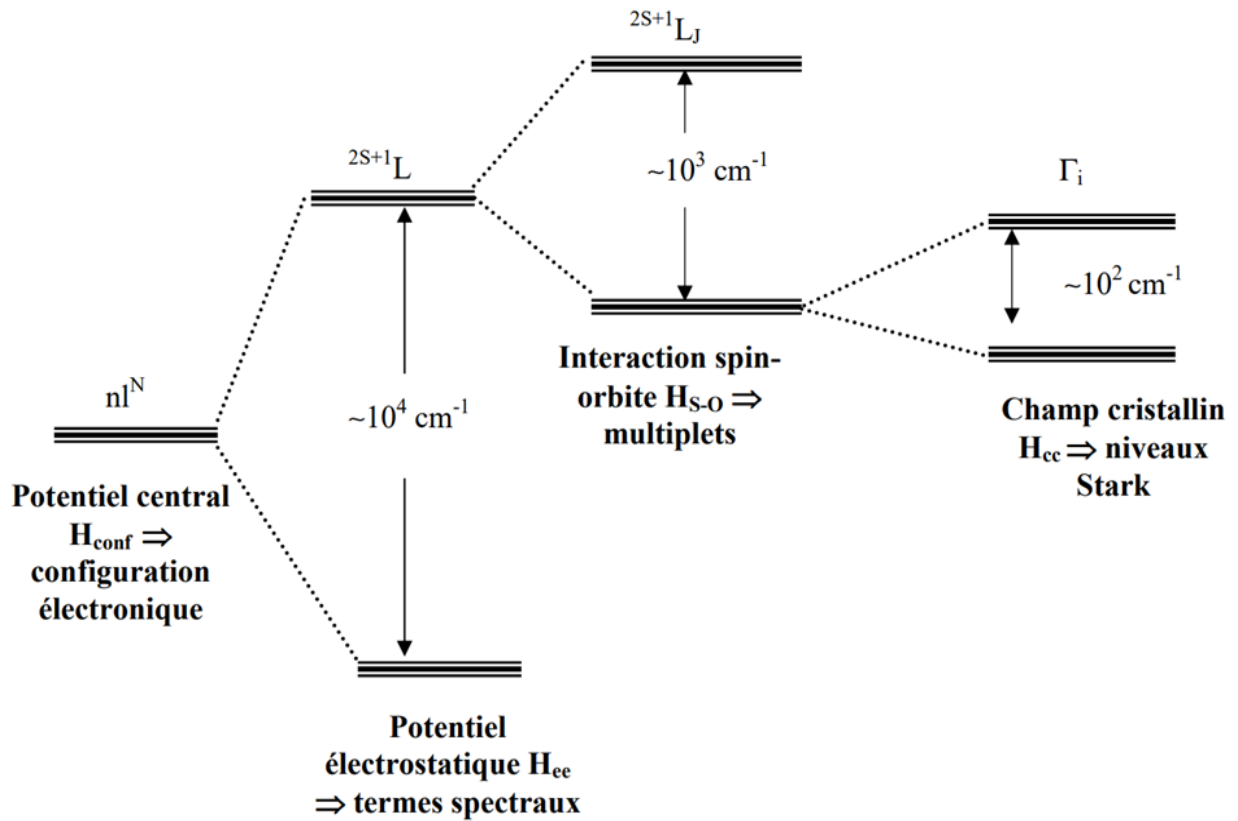 2S+1LJ
~10³ cm⁻¹
2S+1L
Γi
~10² cm⁻¹
Interaction spin-
orbite HS-O ⇒
multiplets
nlN
~10⁴ cm⁻¹
Champ cristallin
Hcc ⇒ niveaux
Stark
Potentiel central
Hconf ⇒
configuration
électronique
Potentiel
électrostatique Hee
⇒ termes spectraux